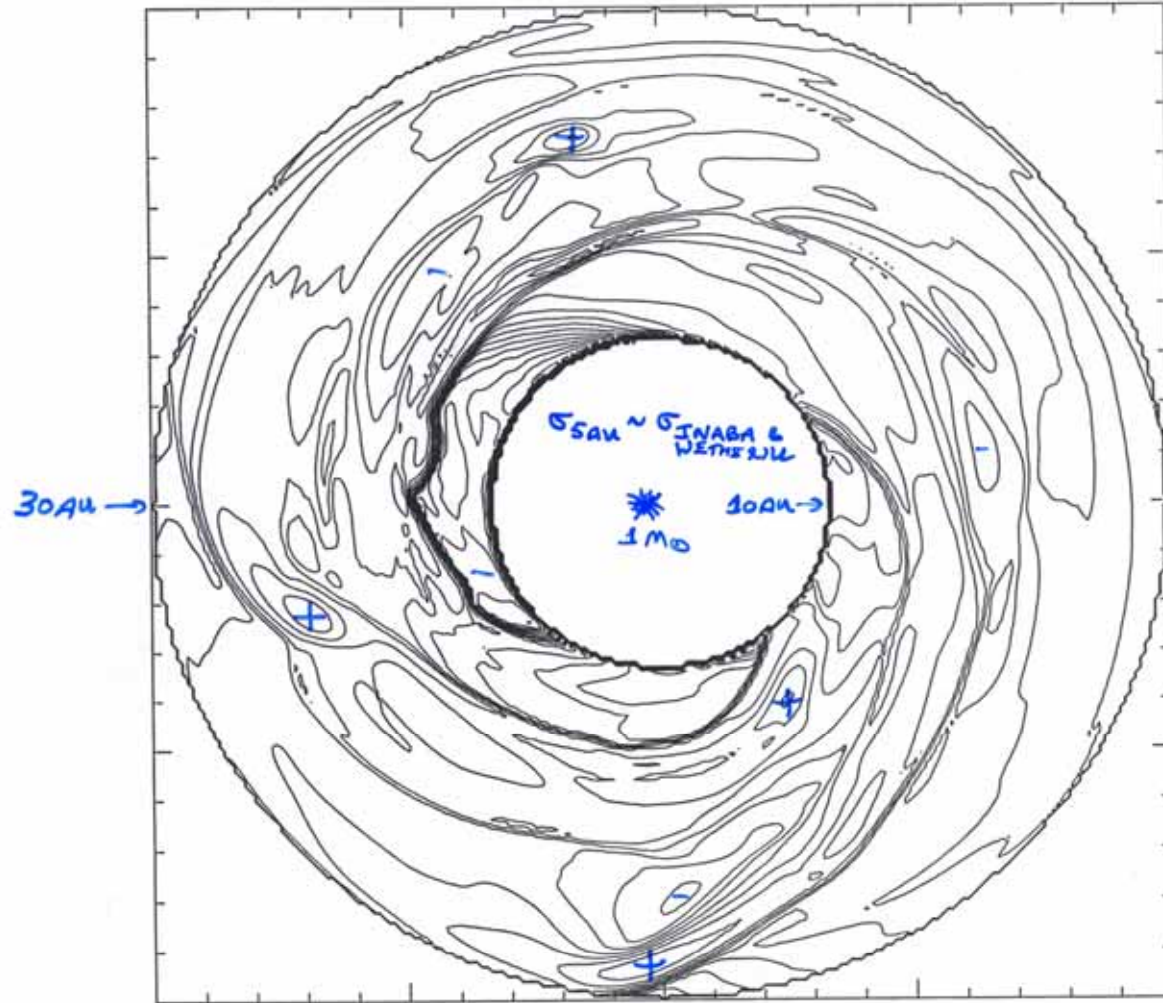 σ5AU ~ σINABA &
WETHERILL
30AU → 10AU →
1 M⊙